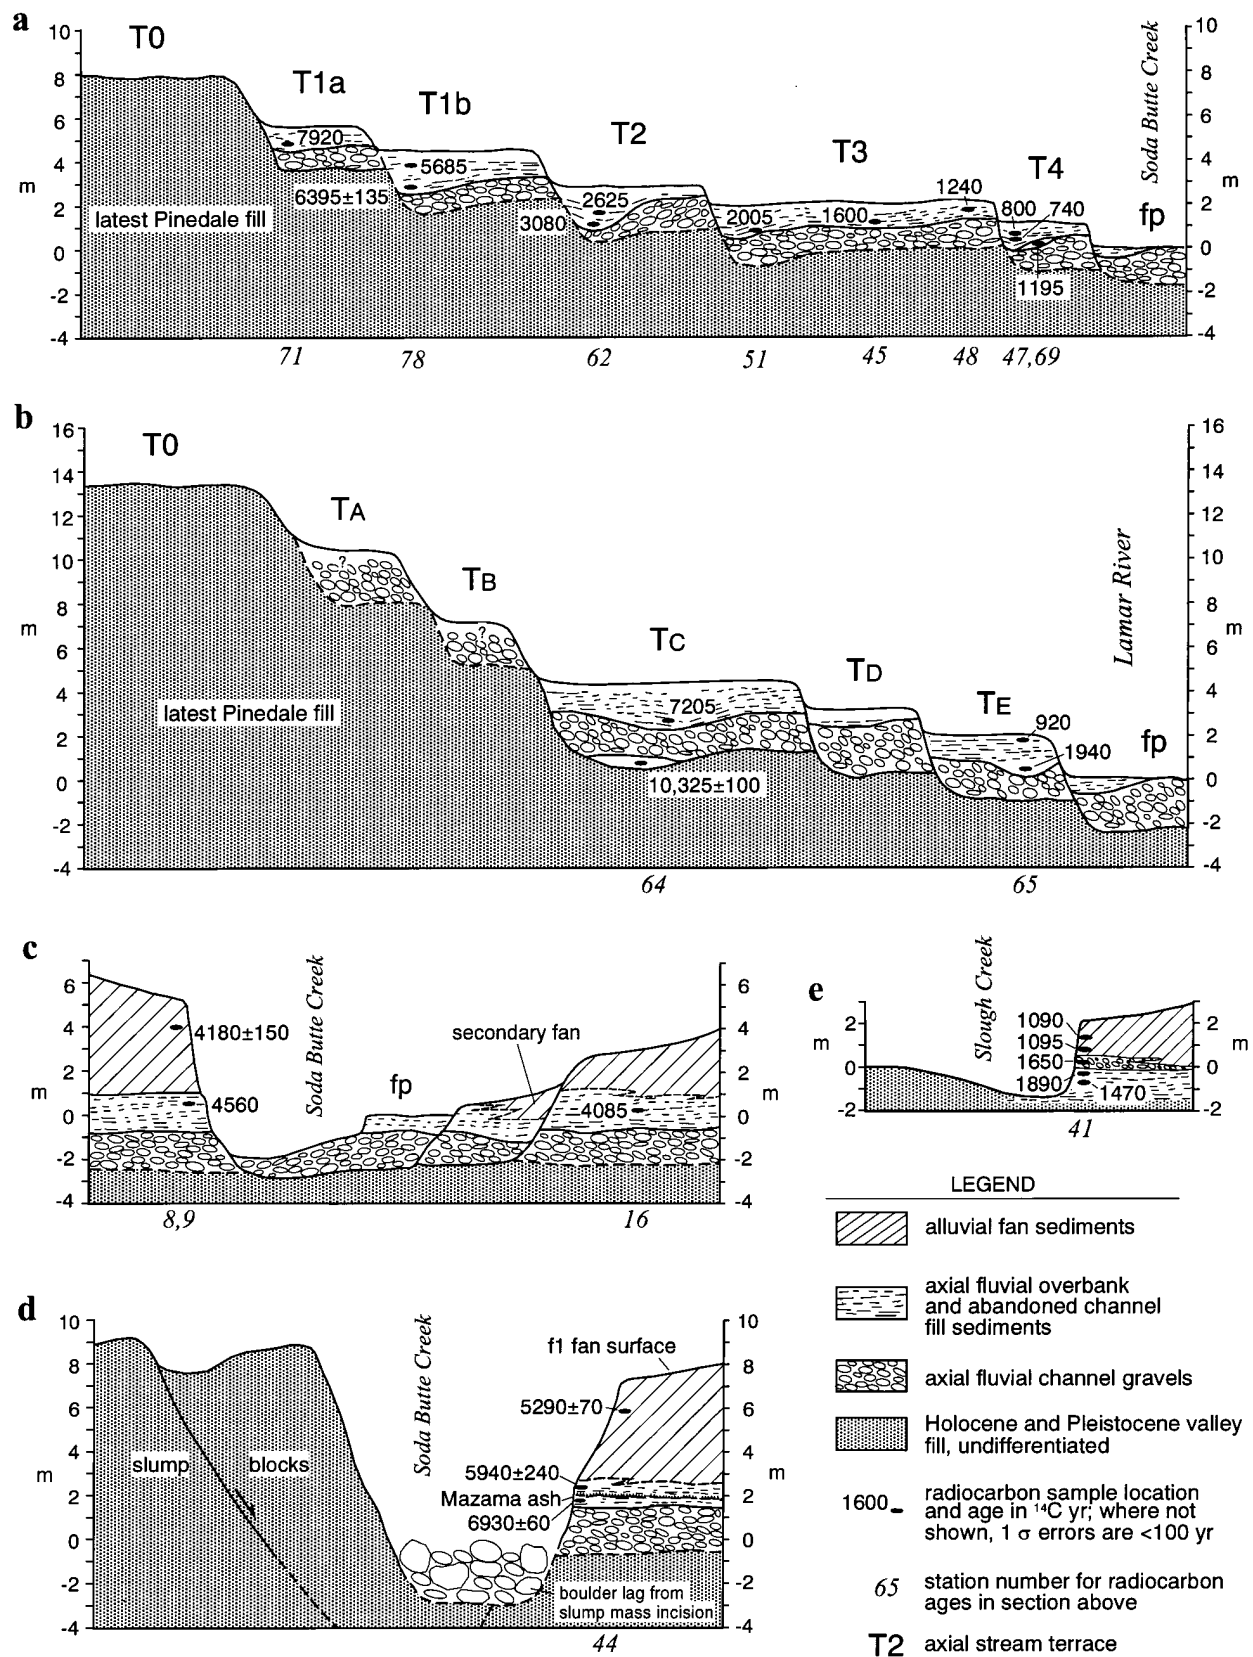 a
T0
T1a
T1b
T2
T3
T4
fp
Soda Butte Creek
10
8
6
4
2
0
-2
-4
m
10
8
6
4
2
0
-2
-4
m
7920
6395±135
5685
2625
3080
2005
1600
1240
800
740
1195
latest Pinedale fill
71
78
62
51
45
48
47,69
b
T0
TA
TB
TC
TD
TE
fp
Lamar River
16
14
12
10
8
6
4
2
0
-2
-4
m
16
14
12
10
8
6
4
2
0
-2
-4
m
?
?
7205
10,325±100
920
1940
latest Pinedale fill
64
65
c
Soda Butte Creek
6
4
2
0
-2
-4
m
6
4
2
0
-2
-4
m
4180±150
4560
fp
secondary fan
4085
8,9
16
e
Slough Creek
2
0
-2
m
2
0
-2
m
1090
1095
1650
1890
1470
41
d
Soda Butte Creek
10
8
6
4
2
0
-2
-4
m
10
8
6
4
2
0
-2
-4
m
slump
blocks
f1 fan surface
5290±70
5940±240
Mazama ash
6930±60
boulder lag from
slump mass incision
44
LEGEND
alluvial fan sediments
axial fluvial overbank
and abandoned channel
fill sediments
axial fluvial channel gravels
Holocene and Pleistocene valley
fill, undifferentiated
1600
radiocarbon sample location
and age in ¹⁴C yr; where not
shown, 1 σ errors are <100 yr
65
station number for radiocarbon
ages in section above
T2
axial stream terrace